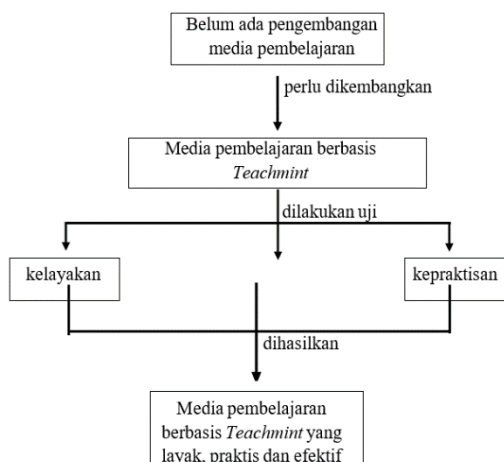 Belum ada pengembangan
media pembelajaran
perlu dikembangkan
Media pembelajaran berbasis
Teachmint
dilakukan uji
kelayakan
kepraktisan
dihasilkan
Media pembelajaran
berbasis Teachmint yang
layak, praktis dan efektif